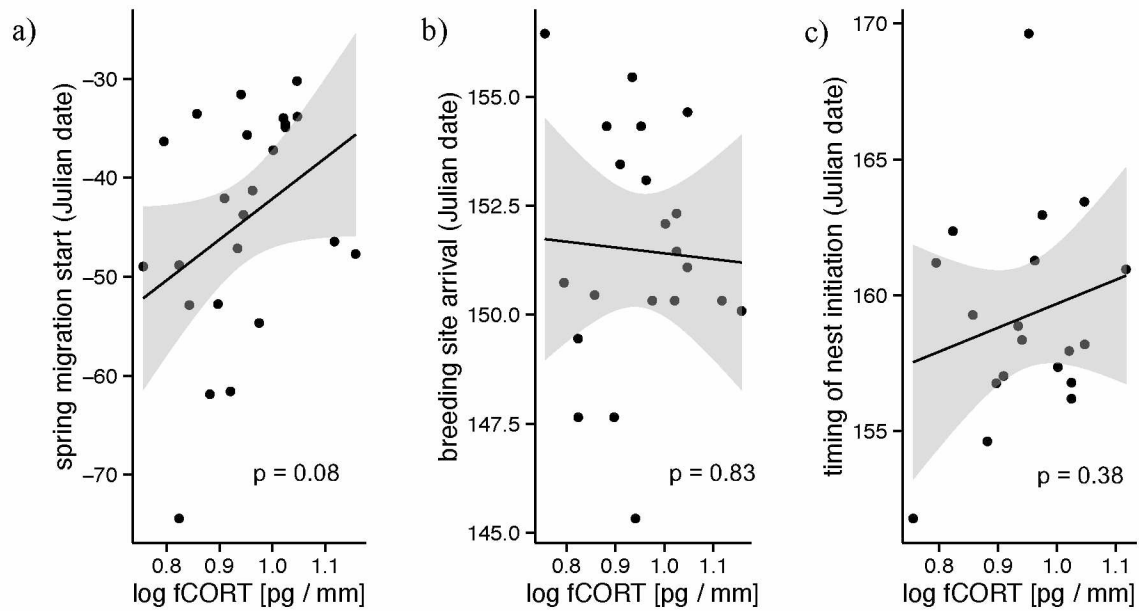 a)
spring migration start (Julian date)
−30
−40
−50
−60
−70
p = 0.08
0.8 0.9 1.0 1.1
log fCORT [pg / mm]
b)
breeding site arrival (Julian date)
155.0
152.5
150.0
147.5
145.0
p = 0.83
0.8 0.9 1.0 1.1
log fCORT [pg / mm]
c)
timing of nest initiation (Julian date)
170
165
160
155
p = 0.38
0.8 0.9 1.0 1.1
log fCORT [pg / mm]